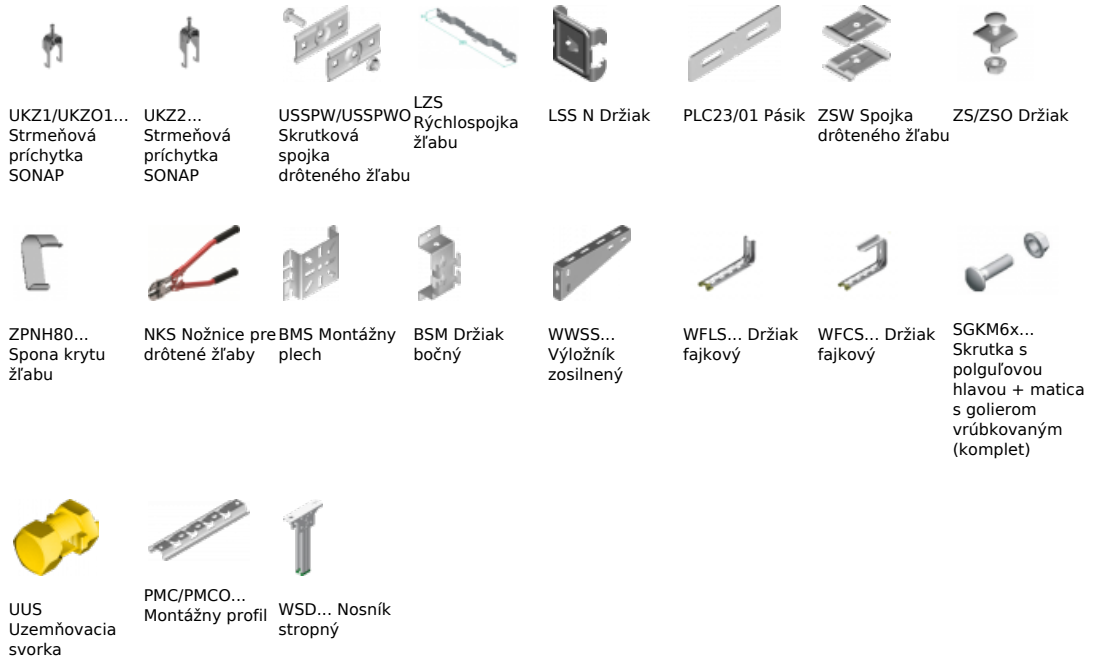 UKZ1/UKZO1...
Strmeňová
príchytka
SONAP
UKZ2...
Strmeňová
príchytka
SONAP
USSPW/USSPWO
Skrutková
spojka
drôteného žľabu
LZS
Rýchlospojka
žľabu
LSS N Držiak
PLC23/01 Pásik
ZSW Spojka
drôteného žľabu
ZS/ZSO Držiak
ZPNH80...
Spona krytu
žľabu
NKS Nožnice pre
drôtené žľaby
BMS Montážny
plech
BSM Držiak
bočný
WWSS...
Výložník
zosilnený
WFLS... Držiak
fajkový
WFCS... Držiak
fajkový
SGKM6x...
Skrutka s
polguľovou
hlavou + matica
s golierom
vrúbkovaným
(komplet)
UUS
Uzemňovacia
svorka
PMC/PMCO...
Montážny profil
WSD... Nosník
stropný